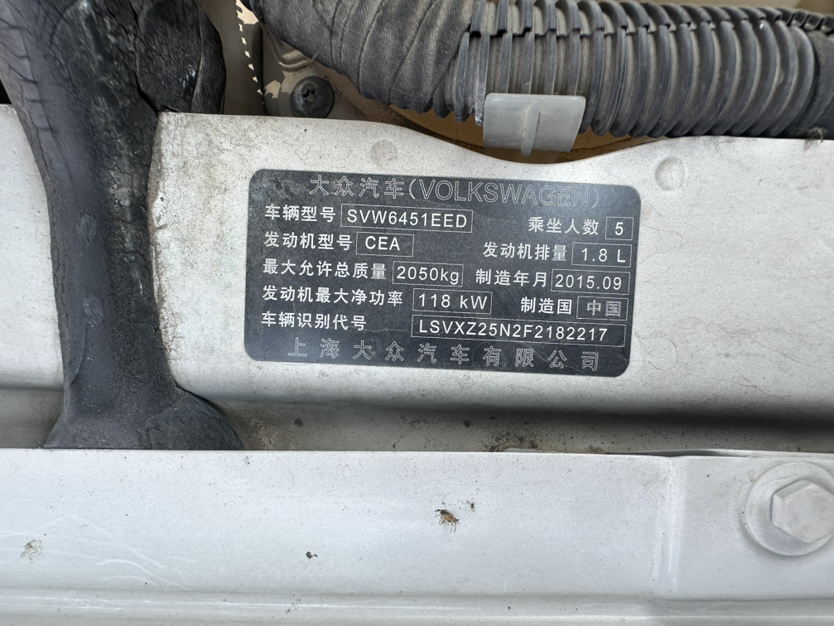 大众汽车(VOLKSWAGEN)
车辆型号 SVW6451EED 乘坐人数 5
发动机型号 CEA 发动机排量 1.8 L
最大允许总质量 2050kg 制造年月 2015.09
发动机最大净功率 118 kW 制造国 中国
车辆识别代号 LSVXZ25N2F2182217
上海大众汽车有限公司